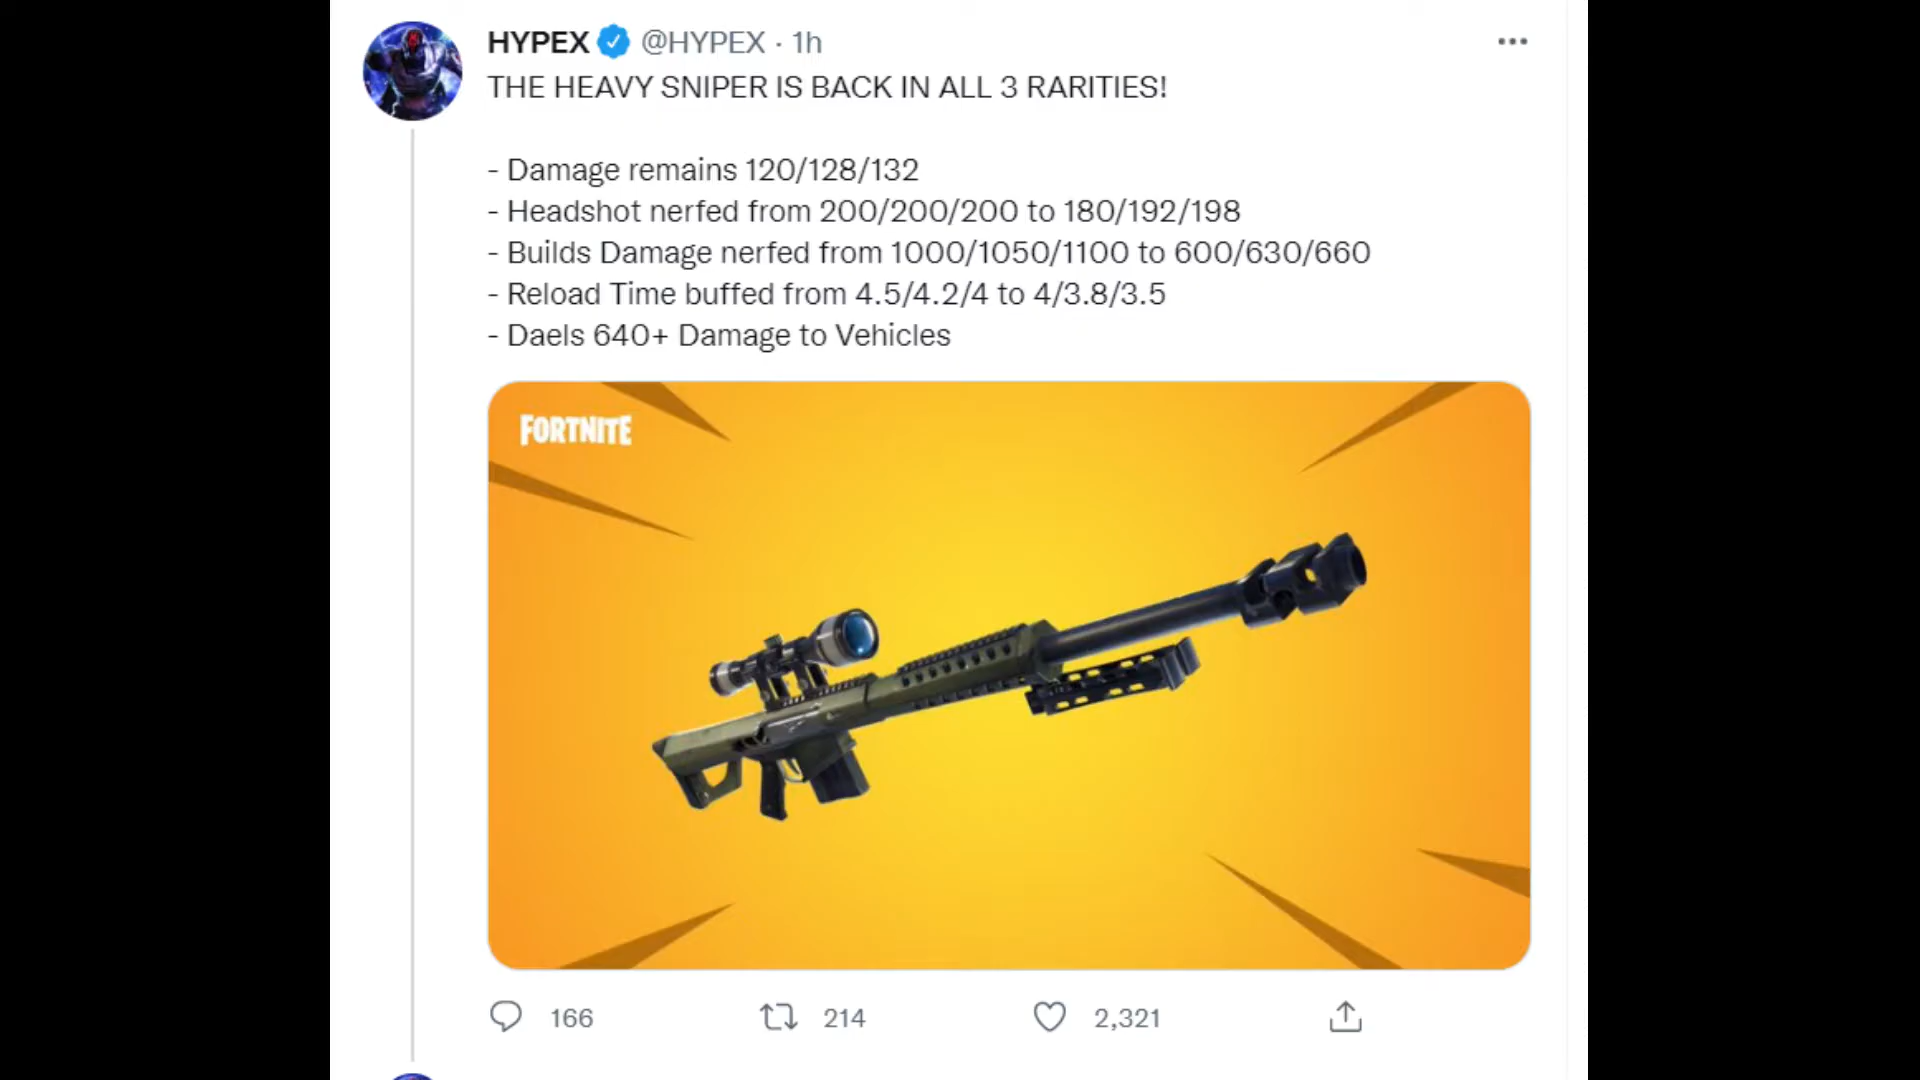 HYPEX @HYPEX · 1h
THE HEAVY SNIPER IS BACK IN ALL 3 RARITIES!
- Damage remains 120/128/132
- Headshot nerfed from 200/200/200 to 180/192/198
- Builds Damage nerfed from 1000/1050/1100 to 600/630/660
- Reload Time buffed from 4.5/4.2/4 to 4/3.8/3.5
- Daels 640+ Damage to Vehicles
FORTNITE
166 214 2,321